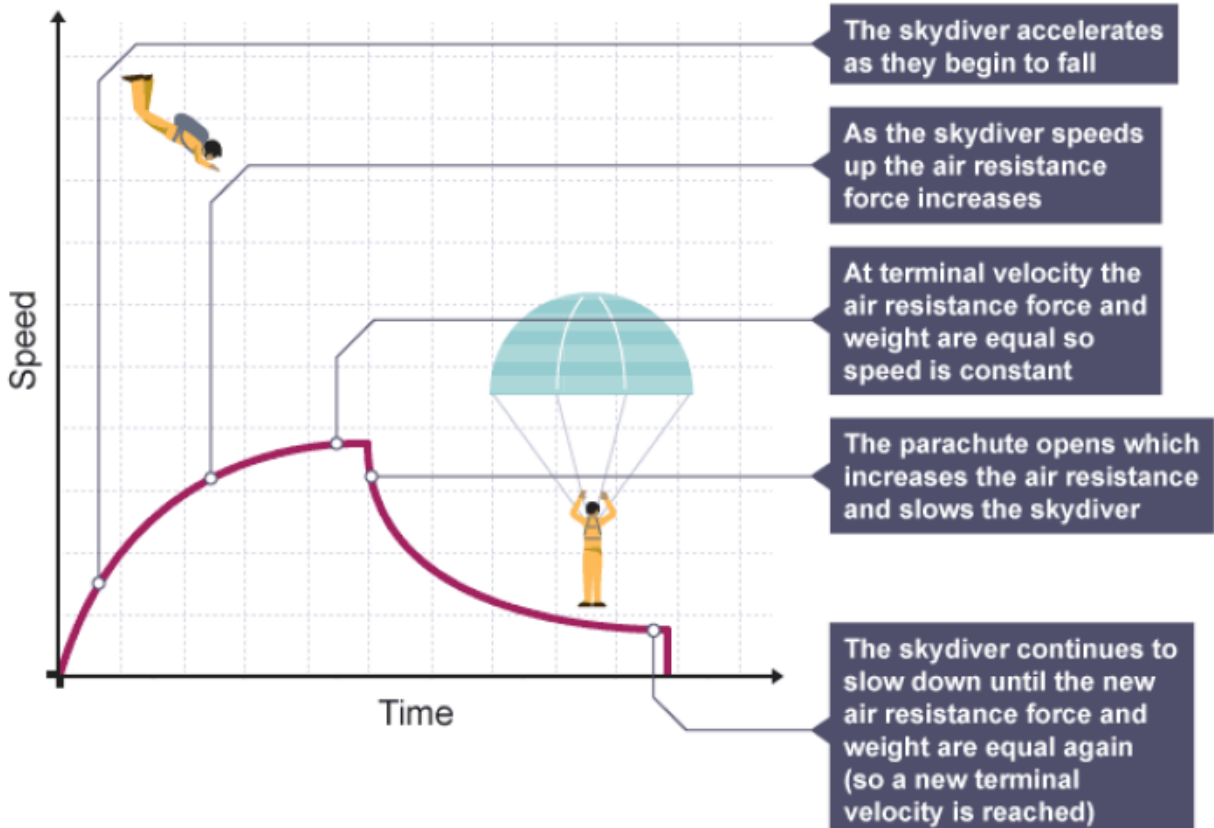 The skydiver accelerates
as they begin to fall
As the skydiver speeds
up the air resistance
force increases
At terminal velocity the
air resistance force and
weight are equal so
speed is constant
The parachute opens which
increases the air resistance
and slows the skydiver
The skydiver continues to
slow down until the new
air resistance force and
weight are equal again
(so a new terminal
velocity is reached)
Speed
Time